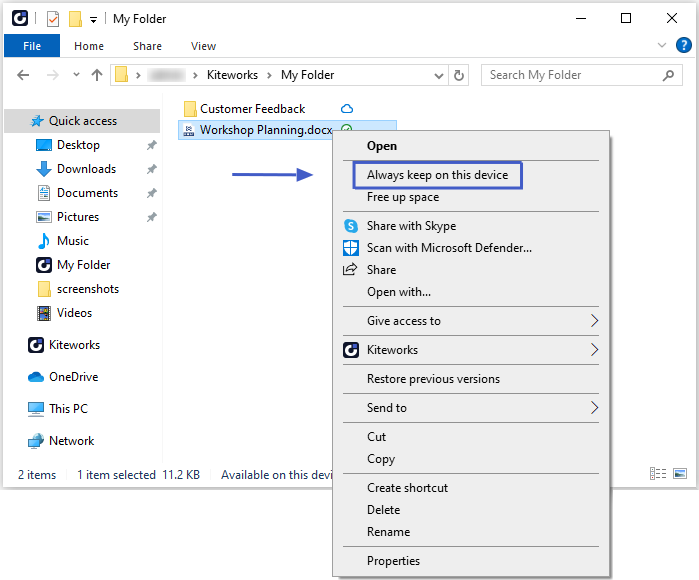 My Folder
File Home Share View
Kiteworks My Folder
Search My Folder
Quick access
Desktop
Downloads
Documents
Pictures
Music
My Folder
screenshots
Videos
Kiteworks
OneDrive
This PC
Network
Customer Feedback
Workshop Planning.docx
Open
Always keep on this device
Free up space
Share with Skype
Scan with Microsoft Defender...
Share
Open with...
Give access to
Kiteworks
Restore previous versions
Send to
Cut
Copy
Create shortcut
Delete
Rename
Properties
2 items 1 item selected 11.2 KB Available on this devi